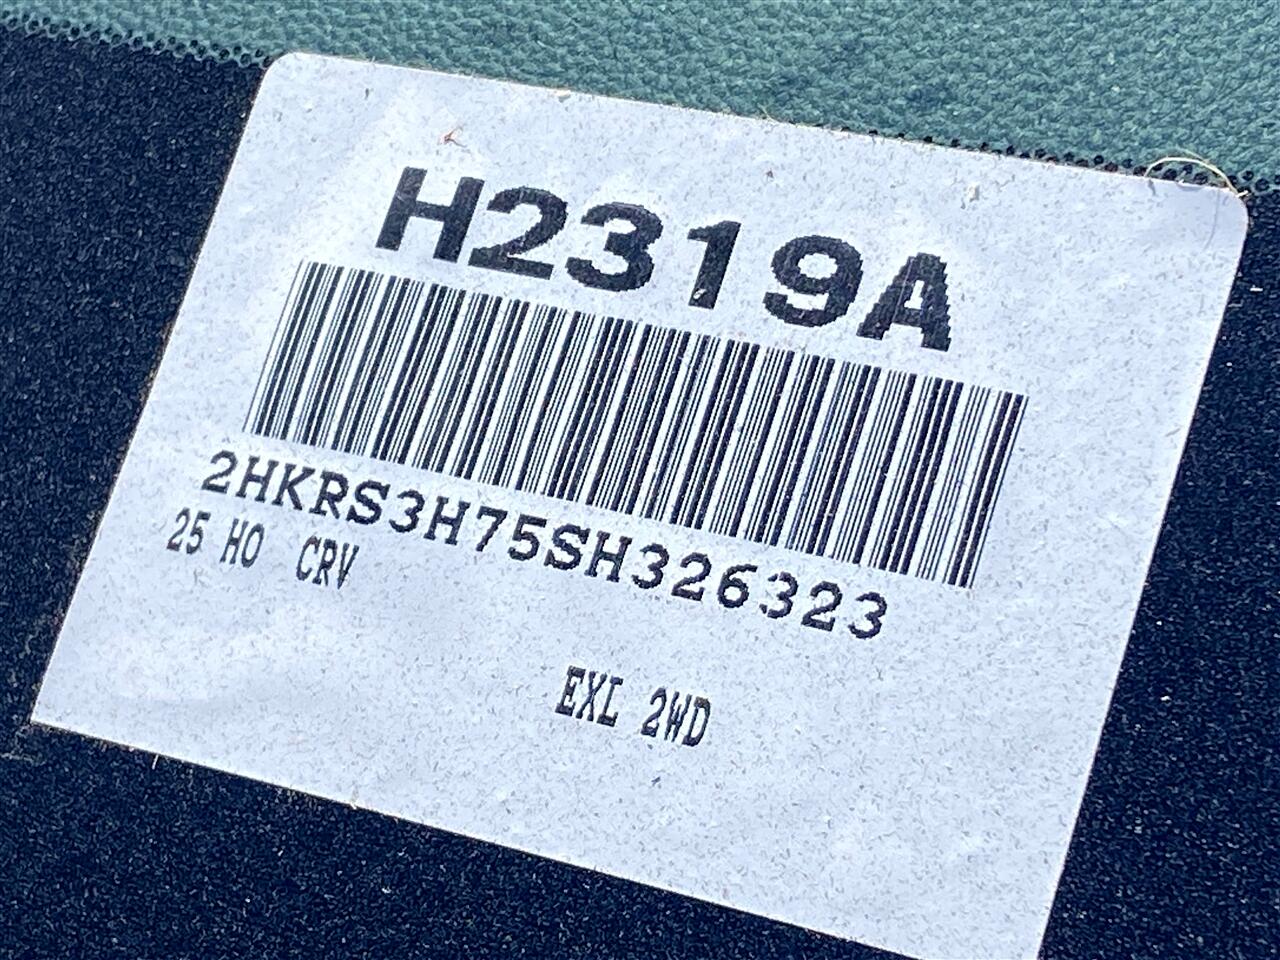 H2319A
2HKRS3H75SH326323
25 HO CRV
EXL 2WD